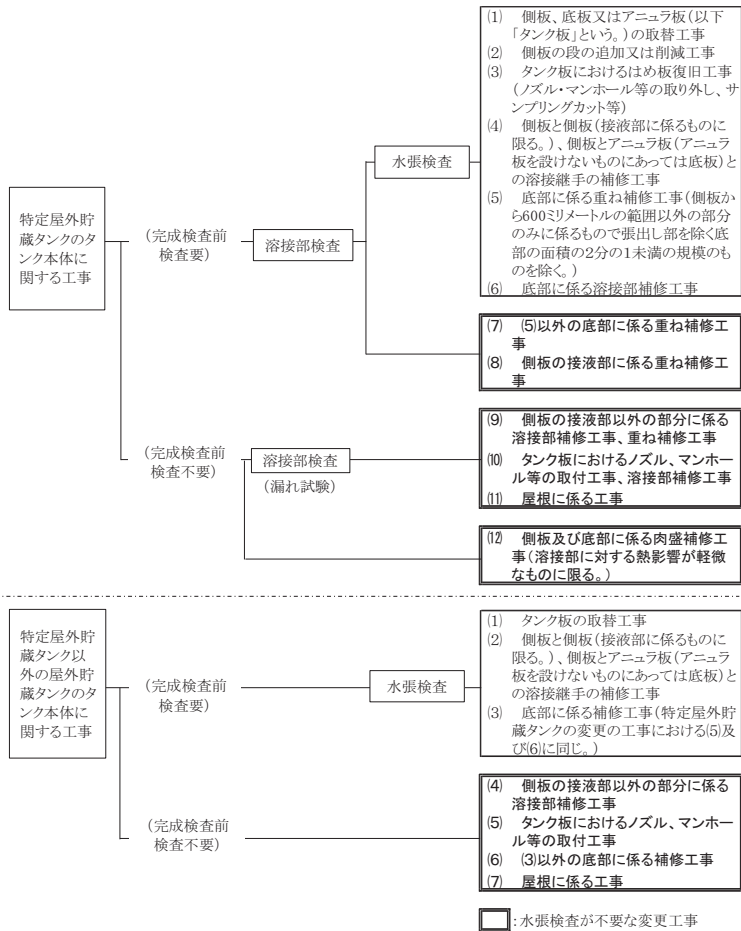 特定屋外貯
蔵タンクのタ
ンク本体に
関する工事
(完成検査前
検査要)
溶接部検査
水張検査
⑴ 側板、底板又はアニュラ板(以下
「タンク板」という。)の取替工事
⑵ 側板の段の追加又は削減工事
⑶ タンク板におけるはめ板復旧工事
(ノズル・マンホール等の取り外し、サ
ンプリングカット等)
⑷ 側板と側板(接液部に係るものに
限る。)、側板とアニュラ板(アニュラ
板を設けないものにあっては底板)と
の溶接継手の補修工事
⑸ 底部に係る重ね補修工事(側板か
ら600ミリメートルの範囲以外の部分
のみに係るもので張出し部を除く底
部の面積の2分の1未満の規模のも
のを除く。)
⑹ 底部に係る溶接部補修工事
⑺ ⑸以外の底部に係る重ね補修工
事
⑻ 側板の接液部に係る重ね補修工
事
(完成検査前
検査不要)
溶接部検査
(漏れ試験)
⑼ 側板の接液部以外の部分に係る
溶接部補修工事、重ね補修工事
⑽ タンク板におけるノズル、マンホー
ル等の取付工事、溶接部補修工事
⑾ 屋根に係る工事
⑿ 側板及び底部に係る肉盛補修工
事(溶接部に対する熱影響が軽微
なものに限る。)
特定屋外貯
蔵タンク以
外の屋外貯
蔵タンクのタ
ンク本体に
関する工事
(完成検査前
検査要)
水張検査
⑴ タンク板の取替工事
⑵ 側板と側板(接液部に係るものに
限る。)、側板とアニュラ板(アニュラ
板を設けないものにあっては底板)と
の溶接継手の補修工事
⑶ 底部に係る補修工事(特定屋外貯
蔵タンクの変更の工事における⑸及
び⑹に同じ。)
(完成検査前
検査不要)
⑷ 側板の接液部以外の部分に係る
溶接部補修工事
⑸ タンク板におけるノズル、マンホー
ル等の取付工事
⑹ ⑶以外の底部に係る補修工事
⑺ 屋根に係る工事
:水張検査が不要な変更工事